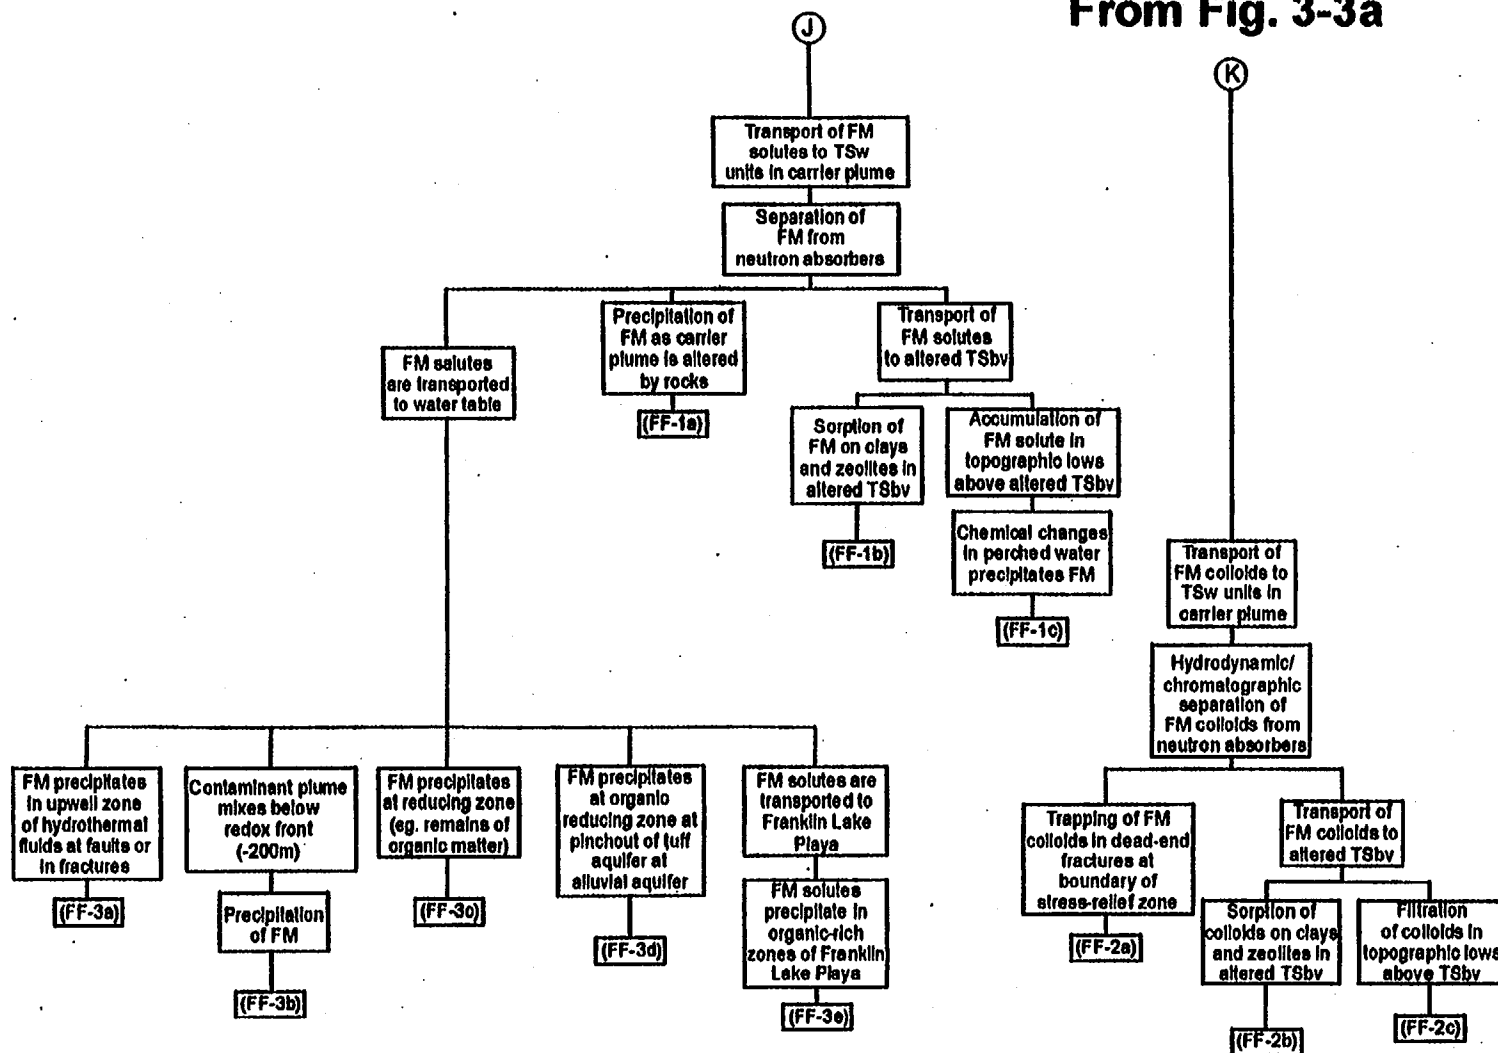 From Fig. 3-3a
J
K
Transport of FM
solutes to TSw
units in carrier plume
Separation of
FM from
neutron absorbers
FM solutes
are transported
to water table
Precipitation of
FM as carrier
plume is altered
by rocks
(FF-1a)
Transport of
FM solutes
to altered TSbv
Sorption of
FM on clays
and zeolites in
altered TSbv
(FF-1b)
Accumulation of
FM solute in
topographic lows
above altered TSbv
Chemical changes
in perched water
precipitates FM
(FF-1c)
Transport of
FM colloids to
TSw units in
carrier plume
Hydrodynamic/
chromatographic
separation of
FM colloids from
neutron absorbers
FM precipitates
in upwell zone
of hydrothermal
fluids at faults or
in fractures
(FF-3a)
Contaminant plume
mixes below
redox front
(-200m)
Precipitation
of FM
(FF-3b)
FM precipitates
at reducing zone
(eg. remains of
organic matter)
(FF-3c)
FM precipitates
at organic
reducing zone at
pinchout of tuff
aquifer at
alluvial aquifer
(FF-3d)
FM solutes are
transported to
Franklin Lake
Playa
FM solutes
precipitate in
organic-rich
zones of Franklin
Lake Playa
(FF-3e)
Trapping of FM
colloids in dead-end
fractures at
boundary of
stress-relief zone
(FF-2a)
Transport of
FM colloids to
altered TSbv
Sorption of
colloids on clays
and zeolites in
altered TSbv
(FF-2b)
Filtration
of colloids in
topographic lows
above TSbv
(FF-2c)